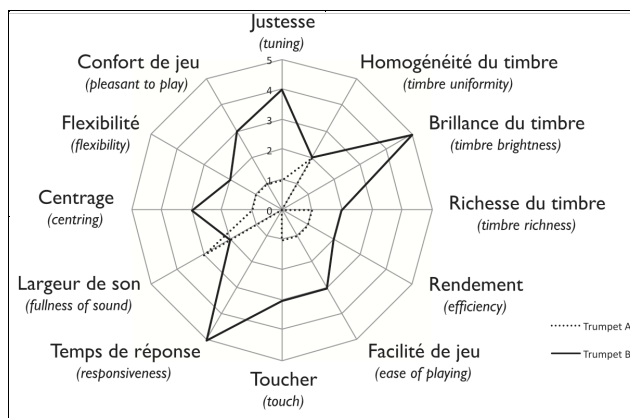 Justesse
(tuning)
Confort de jeu
(pleasant to play)
Homogénéité du timbre
(timbre uniformity)
Flexibilité
(flexibility)
Brillance du timbre
(timbre brightness)
Centrage
(centring)
Richesse du timbre
(timbre richness)
Largeur de son
(fullness of sound)
Rendement
(efficiency)
Temps de réponse
(responsiveness)
Facilité de jeu
(ease of playing)
Toucher
(touch)
5
4
3
2
1
0
Trumpet A
Trumpet B